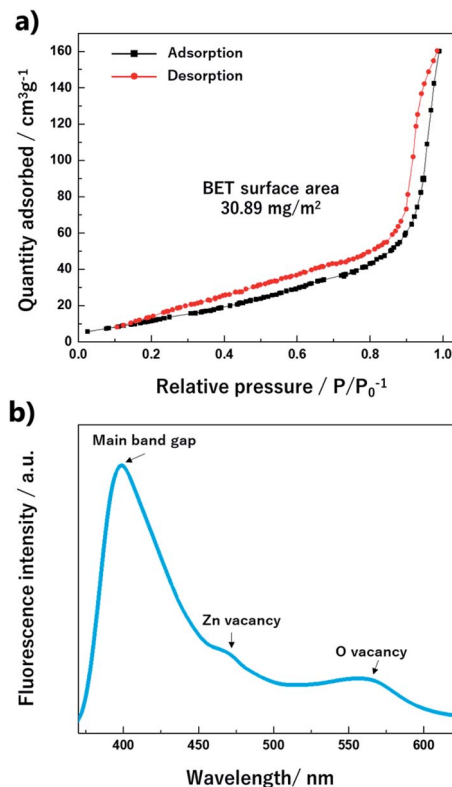 a)
160
140
120
100
80
60
40
20
0
Quantity adsorbed / cm³g-¹
Adsorption
Desorption
BET surface area
30.89 mg/m²
0.0 0.2 0.4 0.6 0.8 1.0
Relative pressure / P/P₀⁻¹
b)
Fluorescence intensity / a.u.
Main band gap
Zn vacancy
O vacancy
400 450 500 550 600
Wavelength/ nm